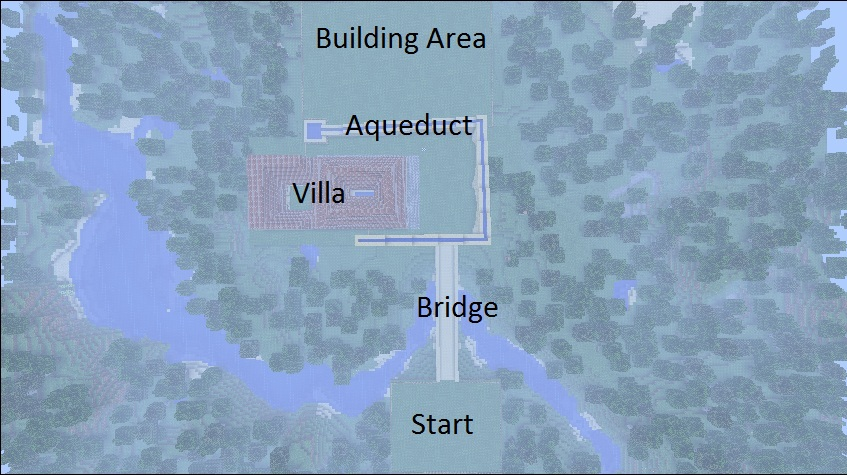 Building Area
Aqueduct
Villa
Bridge
Start